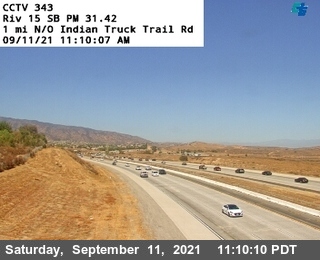 CCTV 343
Riv 15 SB PM 31.42
1 mi N/O Indian Truck Trail Rd
09/11/21 11:10:07 AM
Saturday, September 11, 2021 11:10:10 PDT